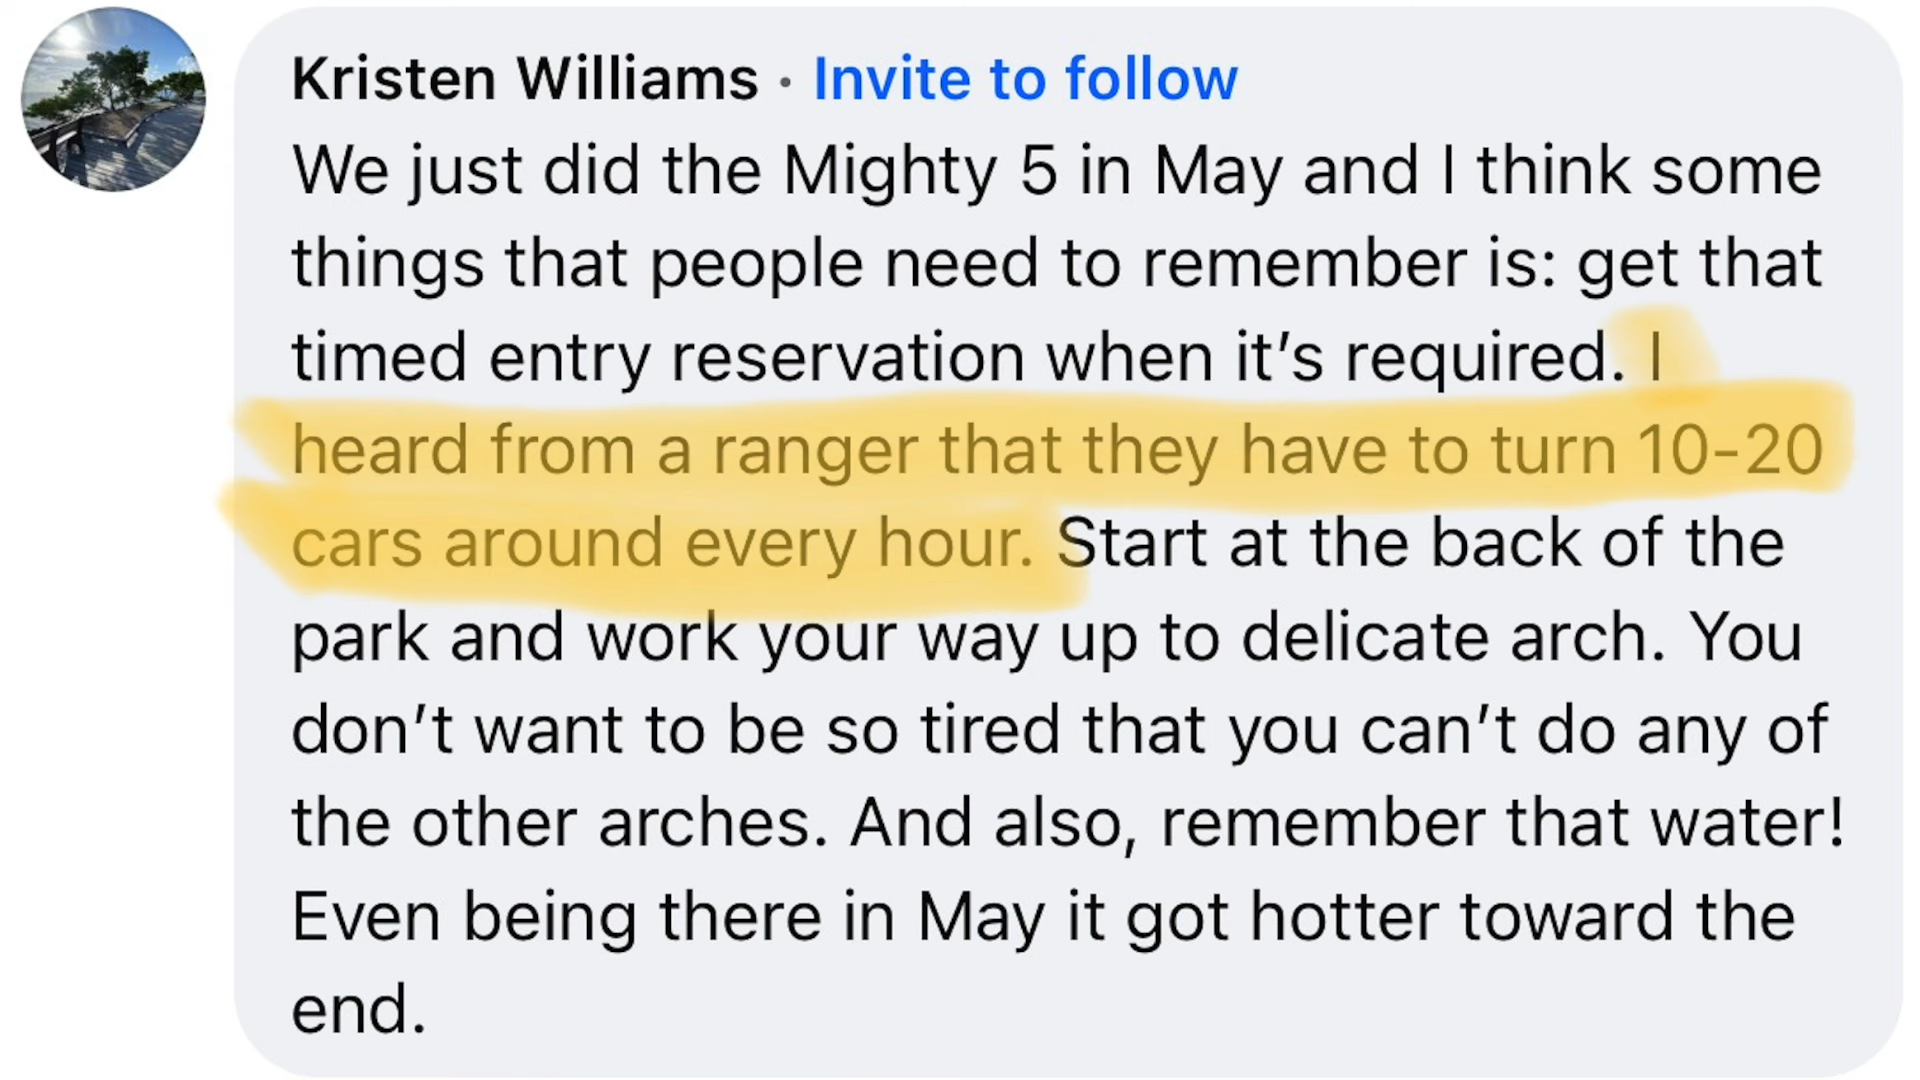 Kristen Williams · Invite to follow
We just did the Mighty 5 in May and I think some
things that people need to remember is: get that
timed entry reservation when it’s required. I
heard from a ranger that they have to turn 10-20
cars around every hour. Start at the back of the
park and work your way up to delicate arch. You
don’t want to be so tired that you can’t do any of
the other arches. And also, remember that water!
Even being there in May it got hotter toward the
end.